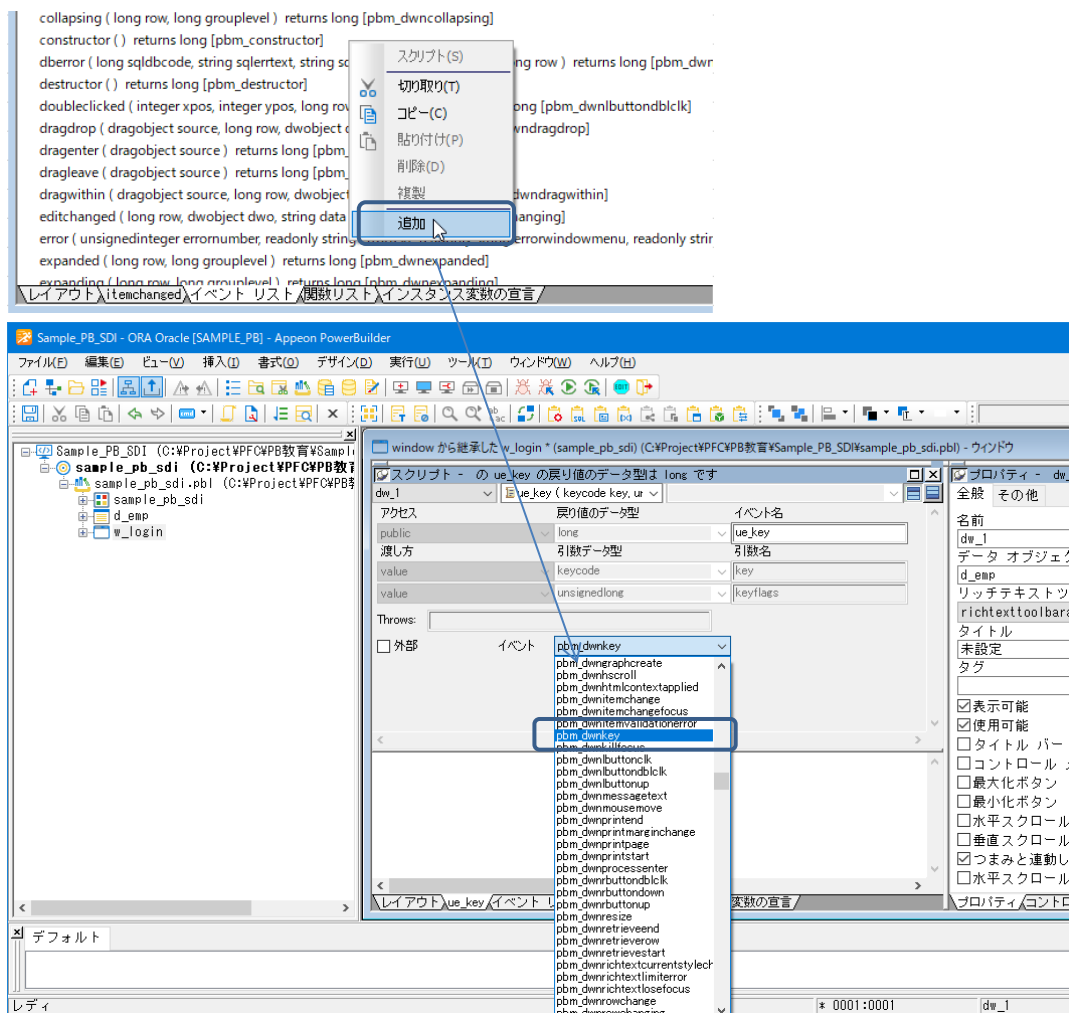 collapsing ( long row, long grouplevel ) returns long [pbm_dwncollapsing]
constructor ( ) returns long [pbm_constructor]
dberror ( long sqldbcode, string sqlerrtext, string sq
ng row ) returns long [pbm_dwr
destructor ( ) returns long [pbm_destructor]
doubleclicked ( integer xpos, integer ypos, long rov
ong [pbm_dwnlbuttondblclk]
dragdrop ( dragobject source, long row, dwobject d
wndragdrop]
dragenter ( dragobject source ) returns long [pbm_
dragleave ( dragobject source ) returns long [pbm_
dragwithin ( dragobject source, long row, dwobject
dwndragwithin]
editchanged ( long row, dwobject dwo, string data
anging]
error ( unsignedinteger errornumber, readonly string
errorwindowmenu, readonly strir
expanded ( long row, long grouplevel ) returns long [pbm_dwnexpanded]
expanding ( long row, long grouplevel ) returns long [pbm_dwnexpanding]
スクリプト(S)
切り取り(T)
コピー(C)
貼り付け(P)
削除(D)
複製
追加
レイアウト itemchanged イベント リスト 関数リスト インスタンス変数の宣言
Sample_PB_SDI - ORA Oracle [SAMPLE_PB] - Appeon PowerBuilder
ファイル(F) 編集(E) ビュー(V) 挿入(I) 書式(O) デザイン(D) 実行(U) ツール(T) ウィンドウ(W) ヘルプ(H)
Sample_PB_SDI (C:¥Project¥PFC¥PB教育¥Sampl
sample_pb_sdi (C:¥Project¥PFC¥PB教
sample_pb_sdi.pbl (C:¥Project¥PFC¥PB
sample_pb_sdi
d_emp
w_login
window から継承した w_login * (sample_pb_sdi) (C:¥Project¥PFC¥PB教育¥Sample_PB_SDI¥sample_pb_sdi.pbl) - ウィンドウ
スクリプト - の ue_key の戻り値のデータ型は long です
dw_1
ue_key ( keycode key, ur
アクセス 戻り値のデータ型 イベント名
public long ue_key
渡し方 引数データ型 引数名
value keycode key
value unsignedlong keyflags
Throws:
外部 イベント pbm_dwnkey
pbm_dwngraphcreate
pbm_dwnhscroll
pbm_dwnhtmlcontextapplied
pbm_dwnitemchange
pbm_dwnitemchangefocus
pbm_dwnitemvalidationerror
pbm_dwnkey
pbm_dwnkillfocus
pbm_dwnlbuttonclk
pbm_dwnlbuttondblclk
pbm_dwnlbuttonup
pbm_dwnmessagetext
pbm_dwnmousemove
pbm_dwnprintend
pbm_dwnprintmarginchange
pbm_dwnprintpage
pbm_dwnprintstart
pbm_dwnprocessenter
pbm_dwnrbuttondblclk
pbm_dwnrbuttondown
pbm_dwnrbuttonup
pbm_dwnresize
pbm_dwnretrieveend
pbm_dwnretrieverow
pbm_dwnretrievestart
pbm_dwnrichtextcurrentstylech
pbm_dwnrichtextlimiterror
pbm_dwnrichtextlosefocus
pbm_dwnrowchange
pbm_dwnrowchanging
レイアウト ue_key イベント
変数の宣言
プロパティ - dw_
全般 その他
名前
dw_1
データ オブジェク
d_emp
リッチテキストツ
richtexttoolbara
タイトル
未設定
タグ
表示可能
使用可能
タイトル バー
コントロール
最大化ボタン
最小化ボタン
水平スクロール
垂直スクロール
つまみと連動し
水平スクロール
プロパティ コントロ
デフォルト
レディ
* 0001:0001
dw_1